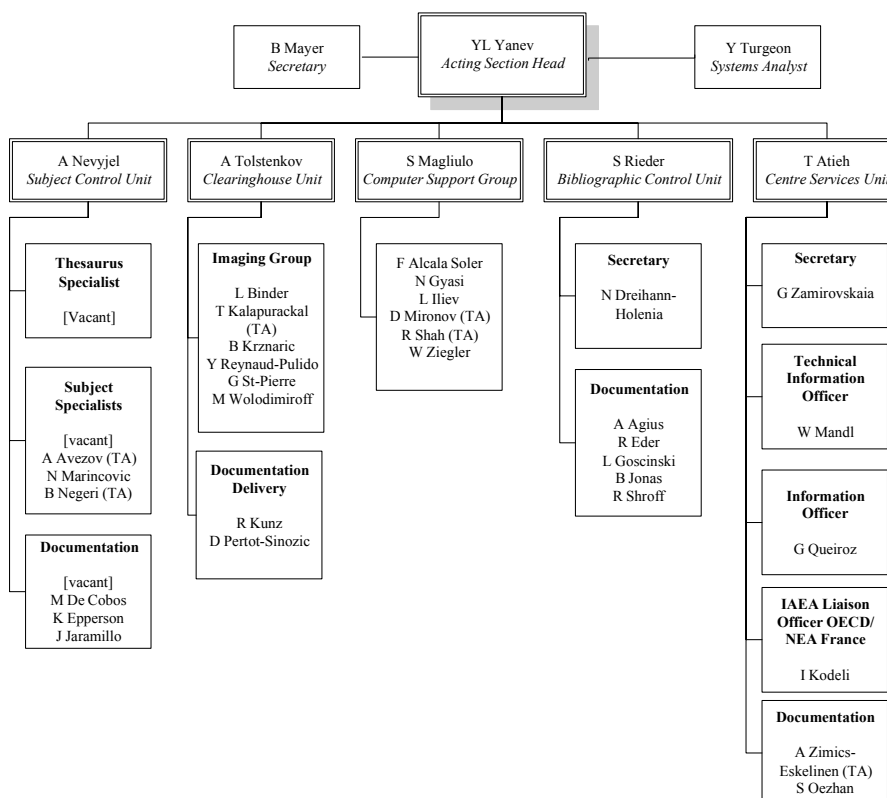 B Mayer
Secretary
YL Yanev
Acting Section Head
Y Turgeon
Systems Analyst
A Nevyjel
Subject Control Unit
A Tolstenkov
Clearinghouse Unit
S Magliulo
Computer Support Group
S Rieder
Bibliographic Control Unit
T Atieh
Centre Services Unit
Thesaurus
Specialist
[Vacant]
Subject
Specialists
[vacant]
A Avezov (TA)
N Marincovic
B Negeri (TA)
Documentation
[vacant]
M De Cobos
K Epperson
J Jaramillo
Imaging Group
L Binder
T Kalapurackal
(TA)
B Krznaric
Y Reynaud-Pulido
G St-Pierre
M Wolodimiroff
Documentation
Delivery
R Kunz
D Pertot-Sinozic
F Alcala Soler
N Gyasi
L Iliev
D Mironov (TA)
R Shah (TA)
W Ziegler
Secretary
N Dreihann-
Holenia
Documentation
A Agius
R Eder
L Goscinski
B Jonas
R Shroff
Secretary
G Zamirovskaia
Technical
Information
Officer
W Mandl
Information
Officer
G Queiroz
IAEA Liaison
Officer OECD/
NEA France
I Kodeli
Documentation
A Zimics-
Eskelinen (TA)
S Oezhan